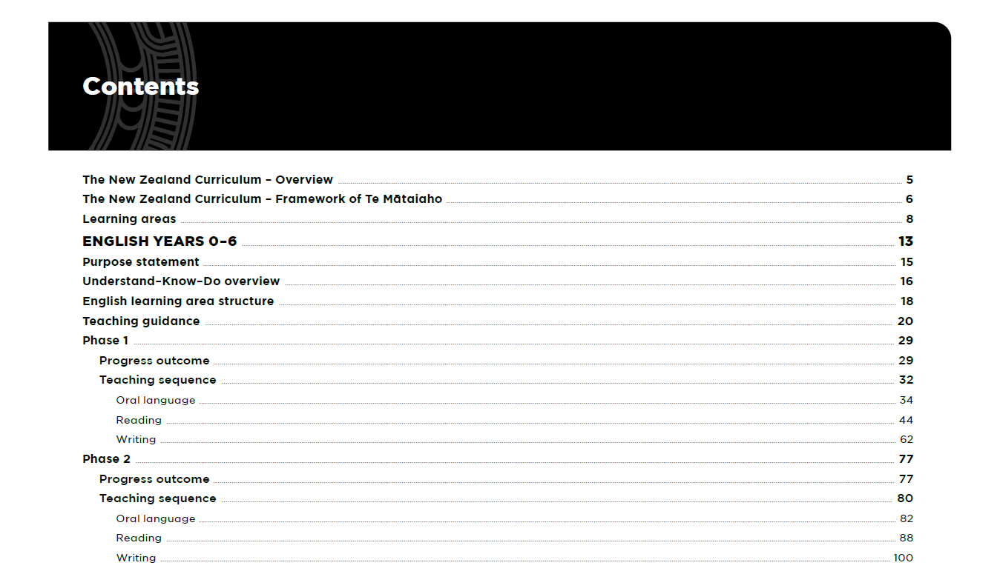 Contents
The New Zealand Curriculum – Overview 5
The New Zealand Curriculum – Framework of Te Mātaiaho 6
Learning areas 8
ENGLISH YEARS 0–6 13
Purpose statement 15
Understand–Know–Do overview 16
English learning area structure 18
Teaching guidance 20
Phase 1 29
Progress outcome 29
Teaching sequence 32
Oral language 34
Reading 44
Writing 62
Phase 2 77
Progress outcome 77
Teaching sequence 80
Oral language 82
Reading 88
Writing 100